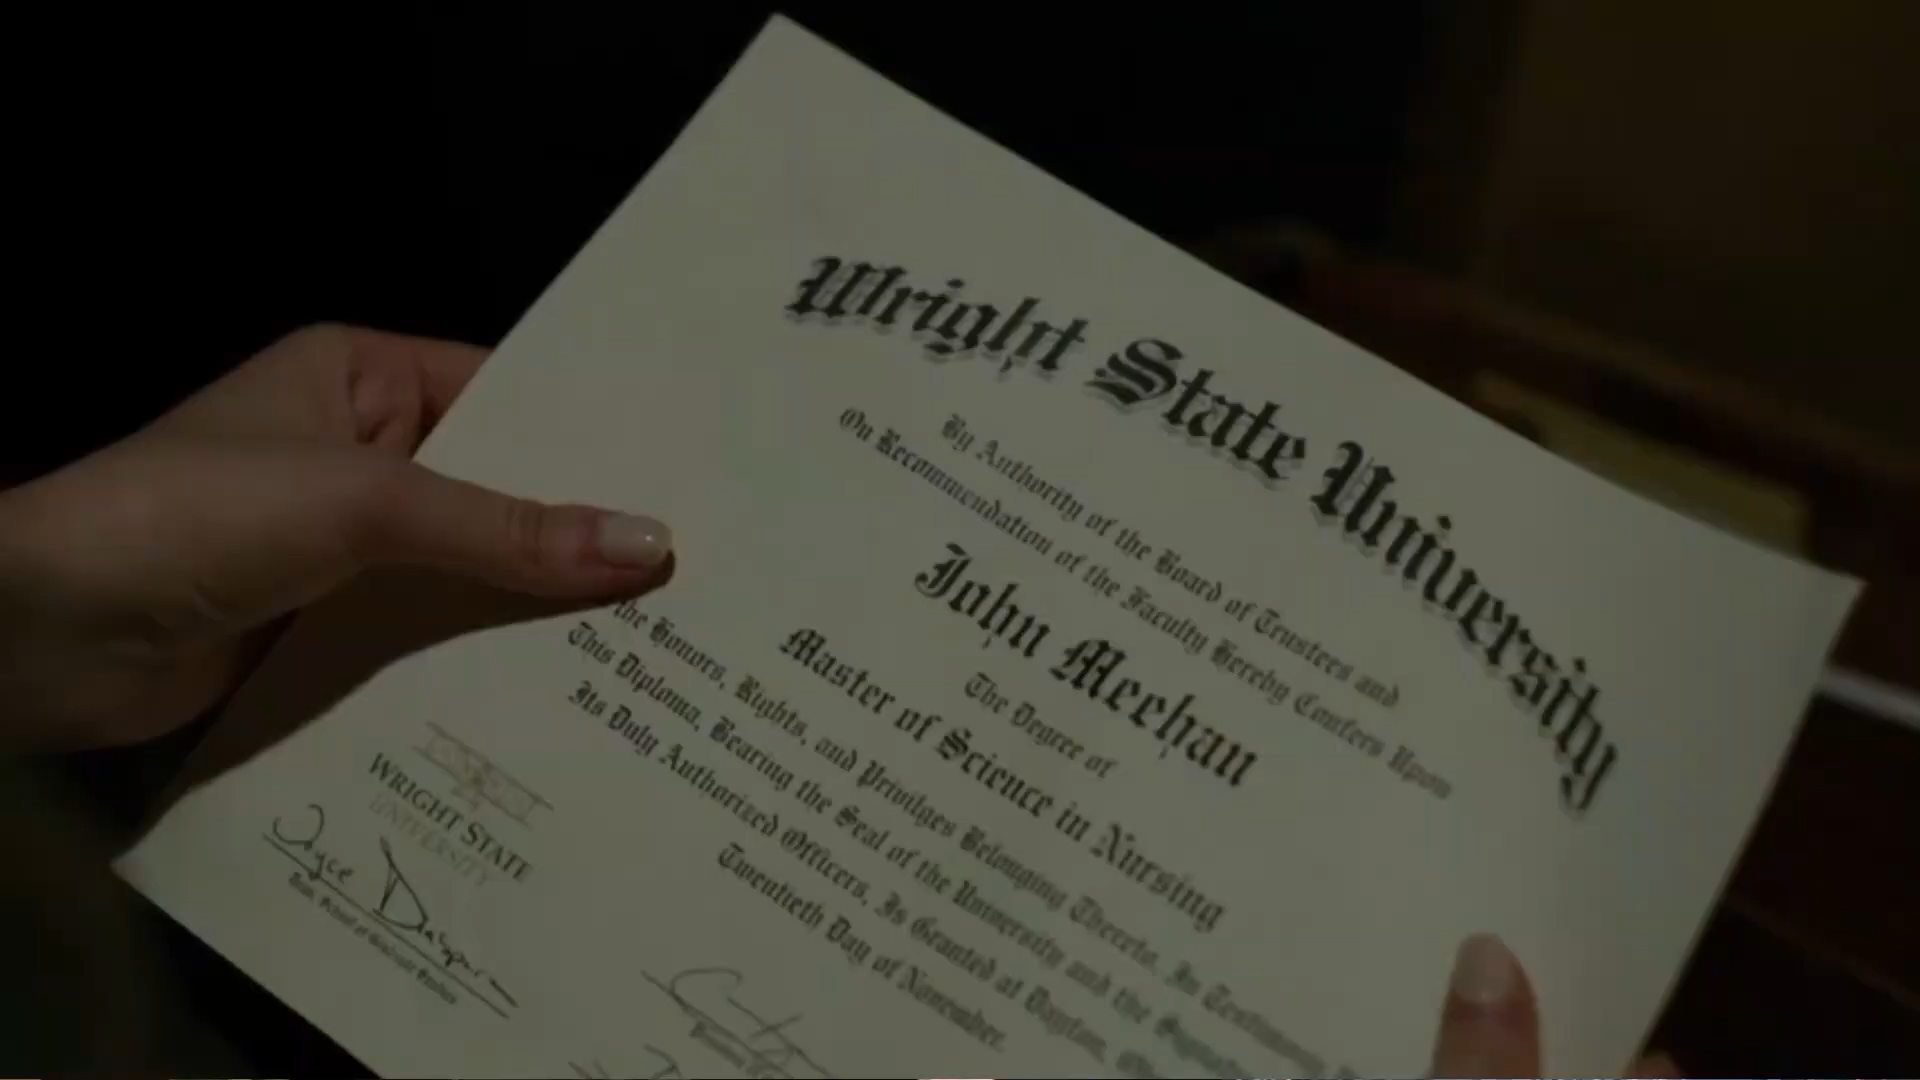 Wright State University
By Authority of the Board of Trustees and
On Recommendation of the Faculty Hereby Confers Upon
John Meehan
The Degree of
Master of Science in Nursing
the Honors, Rights, and Privilges Belonging Thereto. In Testimony
This Diploma, Bearing the Seal of the University and the
Its Duly Authorized Officers, Is Granted at Dayton,
Twentieth Day of November.
WRIGHT STATE
UNIVERSITY
Joyce